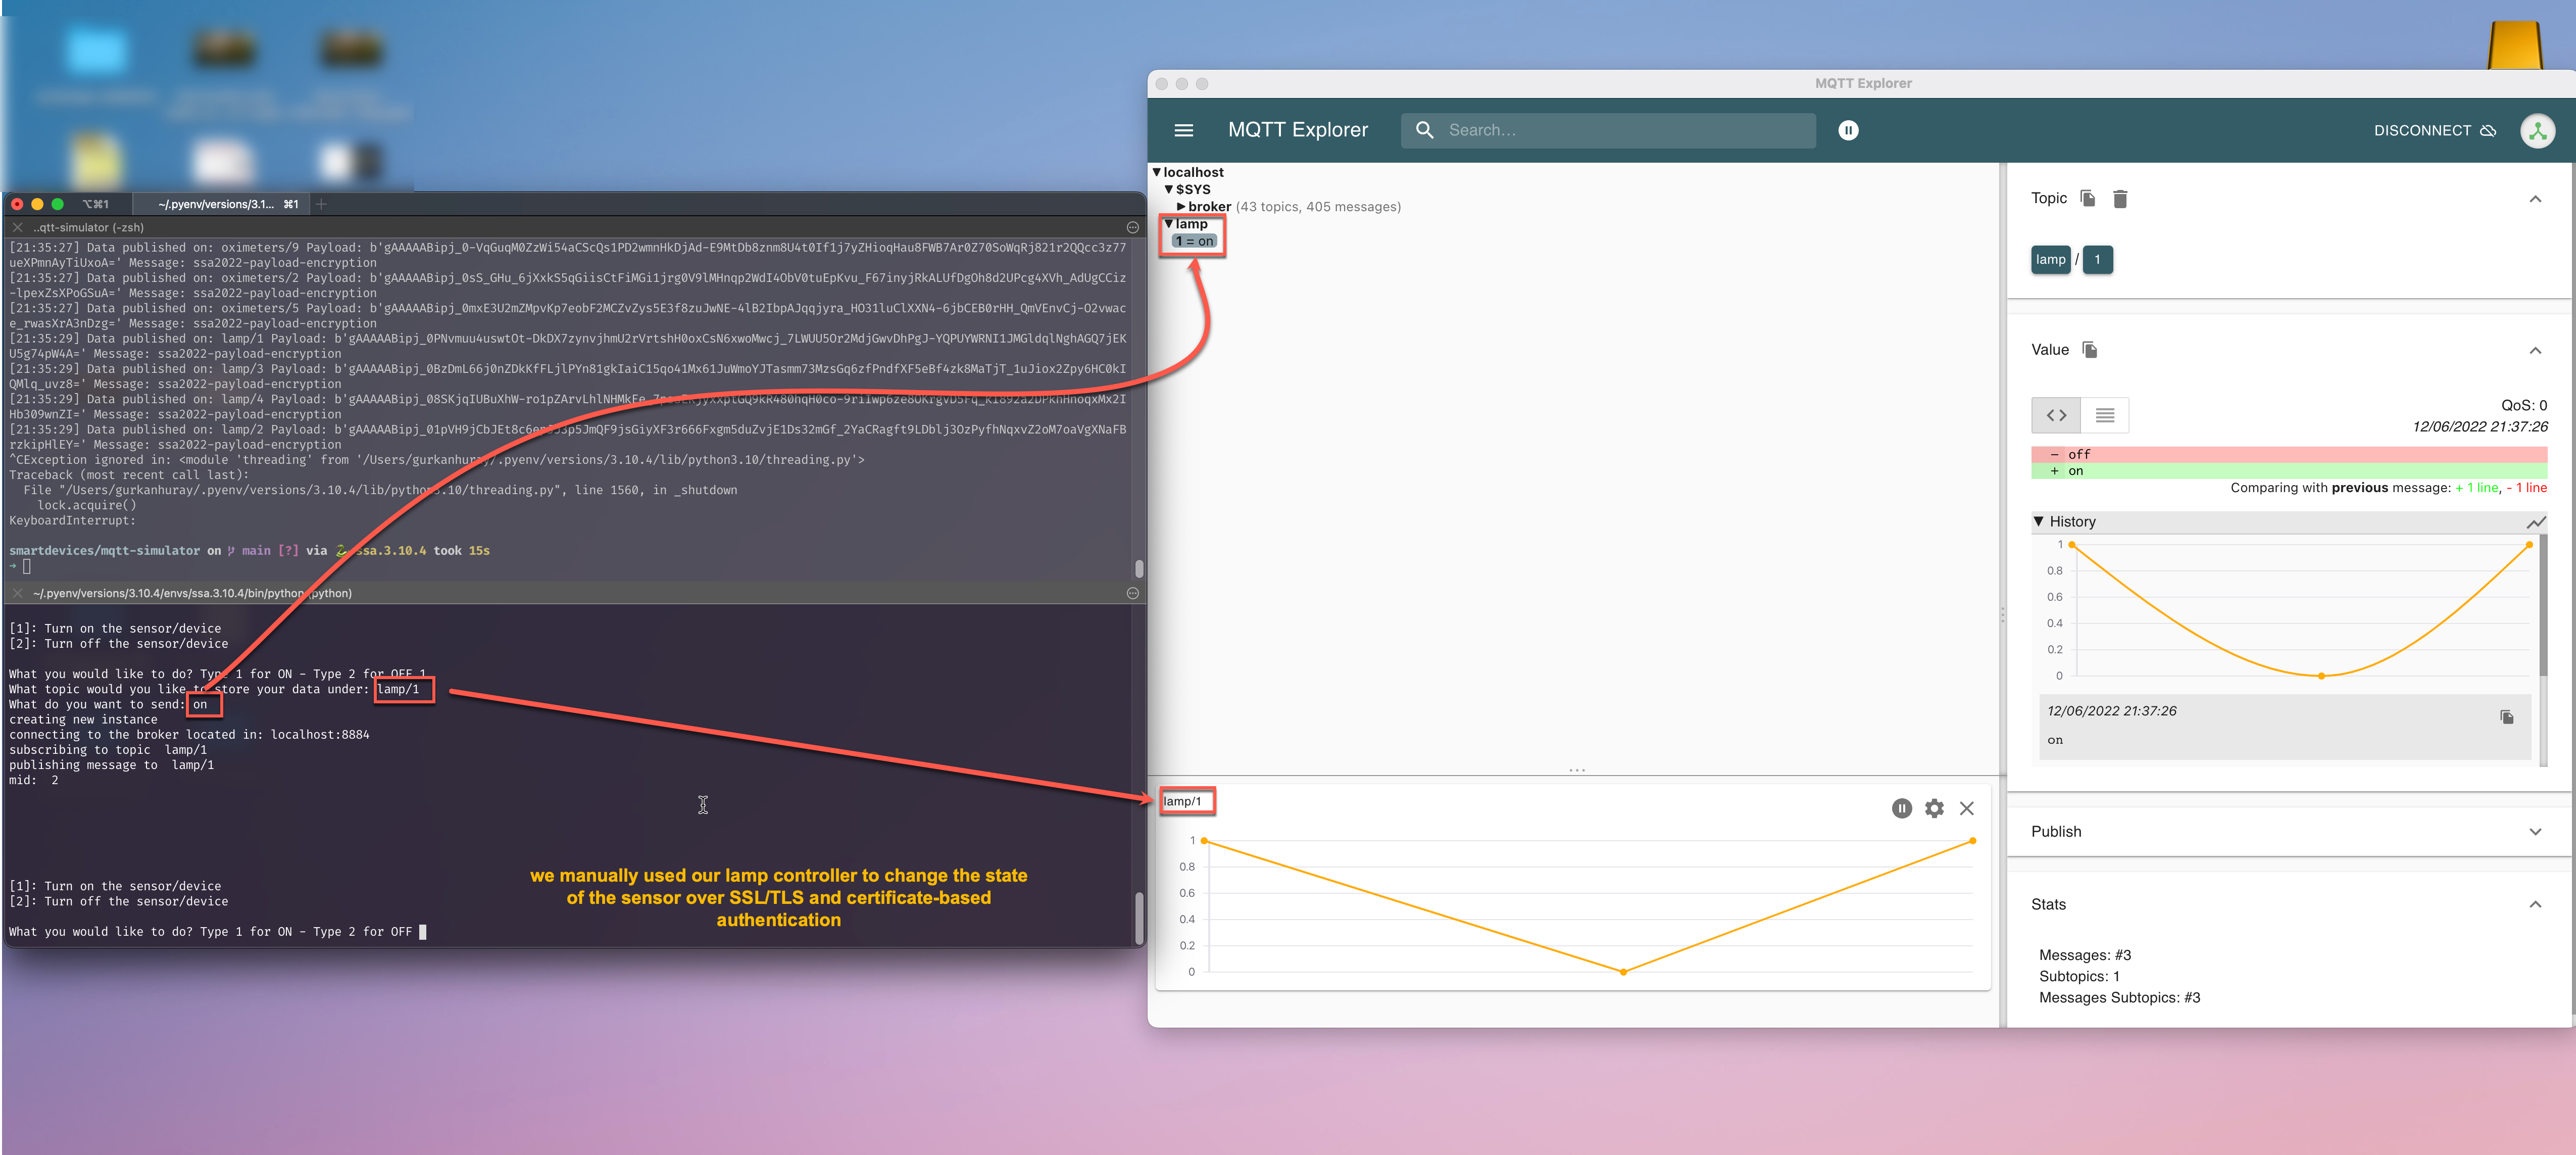 ⌥⌘1
~/.pyenv/versions/3.1... ⌘1
..qtt-simulator (-zsh)
[21:35:27] Data published on: oximeters/9 Payload:
ueXPmnAyTiUxoA=' Message: ssa2022-payload-encryption
[21:35:27] Data published on: oximeters/2 Payload:
-lpexZsXPoGSuA=' Message: ssa2022-payload-encryption
[21:35:27] Data published on: oximeters/5 Payload:
e_rwasXrA3nDzg=' Message: ssa2022-payload-encryption
[21:35:29] Data published on: lamp/1 Payload:
U5g74pW4A=' Message: ssa2022-payload-encryption
[21:35:29] Data published on: lamp/3 Payload:
QMlq_uvz8=' Message: ssa2022-payload-encryption
[21:35:29] Data published on: lamp/4 Payload:
Hb309wnZI=' Message: ssa2022-payload-encryption
[21:35:29] Data published on: lamp/2 Payload:
rzkipHlEY=' Message: ssa2022-payload-encryption
^CException ignored in: <module 'threading' from '/Users/gurkanhuray/.pyenv/versions/3.10.4/lib/python3.10/threading.py'>
Traceback (most recent call last):
File "/Users/gurkanhuray/.pyenv/versions/3.10.4/lib/python3.10/threading.py", line 1560, in _shutdown
lock.acquire()
KeyboardInterrupt:
smartdevices/mqtt-simulator on main [?] via ssa.3.10.4 took 15s
~/.pyenv/versions/3.10.4/envs/ssa.3.10.4/bin/python (python)
[1]: Turn on the sensor/device
[2]: Turn off the sensor/device
What you would like to do? Type 1 for ON - Type 2 for OFF 1
What topic would you like to store your data under: lamp/1
What do you want to send: on
creating new instance
connecting to the broker located in: localhost:8884
subscribing to topic lamp/1
publishing message to lamp/1
mid: 2
[1]: Turn on the sensor/device
[2]: Turn off the sensor/device
What you would like to do? Type 1 for ON - Type 2 for OFF
we manually used our lamp controller to change the state
of the sensor over SSL/TLS and certificate-based
authentication
MQTT Explorer
MQTT Explorer
Search...
DISCONNECT
localhost
$SYS
broker (43 topics, 405 messages)
lamp
1 = on
lamp/1
1
0.8
0.6
0.4
0.2
0
Topic
lamp / 1
Value
QoS: 0
12/06/2022 21:37:26
- off
+ on
Comparing with previous message: + 1 line, - 1 line
History
1
0.8
0.6
0.4
0.2
0
12/06/2022 21:37:26
on
Publish
Stats
Messages: #3
Subtopics: 1
Messages Subtopics: #3